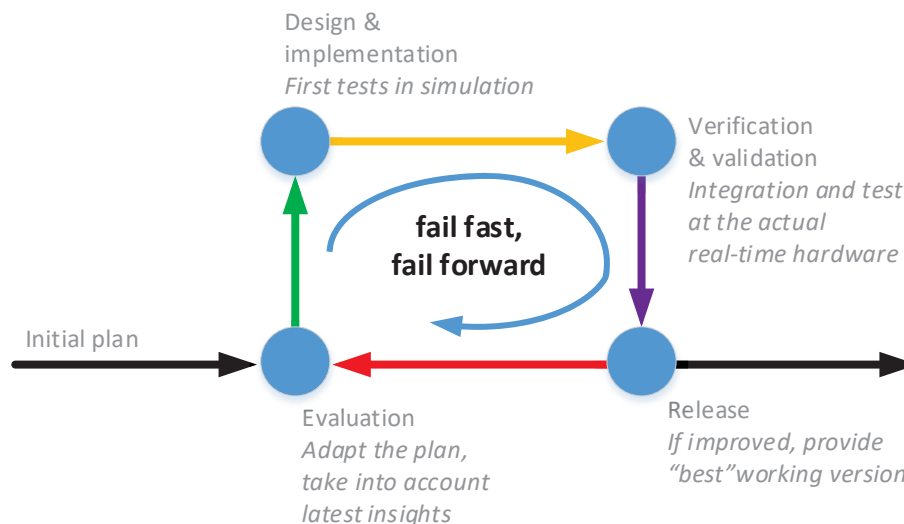 Design &
implementation
First tests in simulation
Verification
& validation
Integration and test
at the actual
real-time hardware
fail fast,
fail forward
Initial plan
Evaluation
Adapt the plan,
take into account
latest insights
Release
If improved, provide
“best”working version